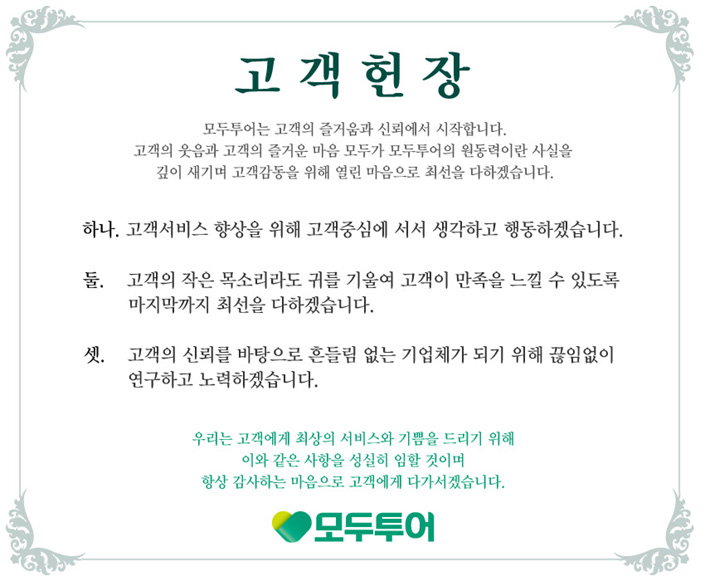 고객헌장
모두투어는 고객의 즐거움과 신뢰에서 시작합니다.
고객의 웃음과 고객의 즐거운 마음 모두가 모두투어의 원동력이란 사실을
깊이 새기며 고객감동을 위해 열린 마음으로 최선을 다하겠습니다.
하나. 고객서비스 향상을 위해 고객중심에 서서 생각하고 행동하겠습니다.
둘. 고객의 작은 목소리라도 귀를 기울여 고객이 만족을 느낄 수 있도록
마지막까지 최선을 다하겠습니다.
셋. 고객의 신뢰를 바탕으로 흔들림 없는 기업체가 되기 위해 끊임없이
연구하고 노력하겠습니다.
우리는 고객에게 최상의 서비스와 기쁨을 드리기 위해
이와 같은 사항을 성실히 임할 것이며
항상 감사하는 마음으로 고객에게 다가서겠습니다.
모두투어